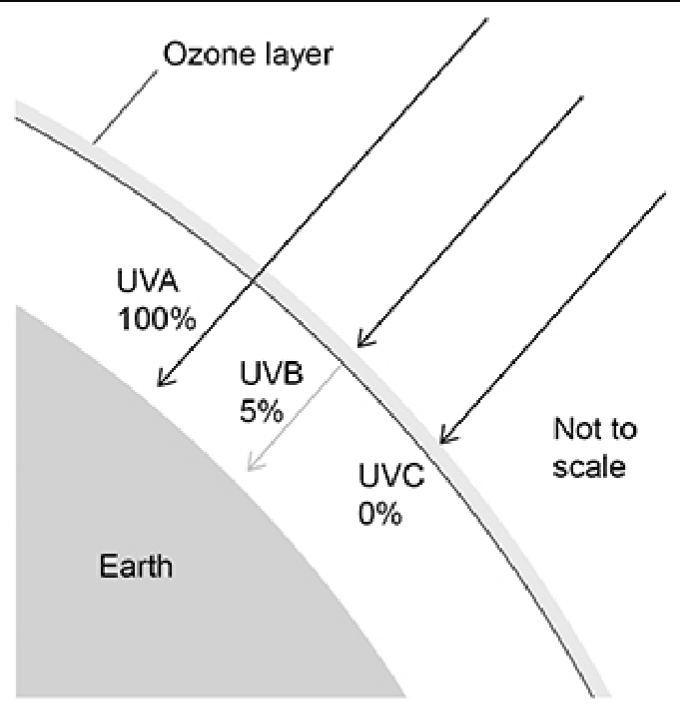 Ozone layer
UVA
100%
UVB
5%
UVC
0%
Not to
scale
Earth